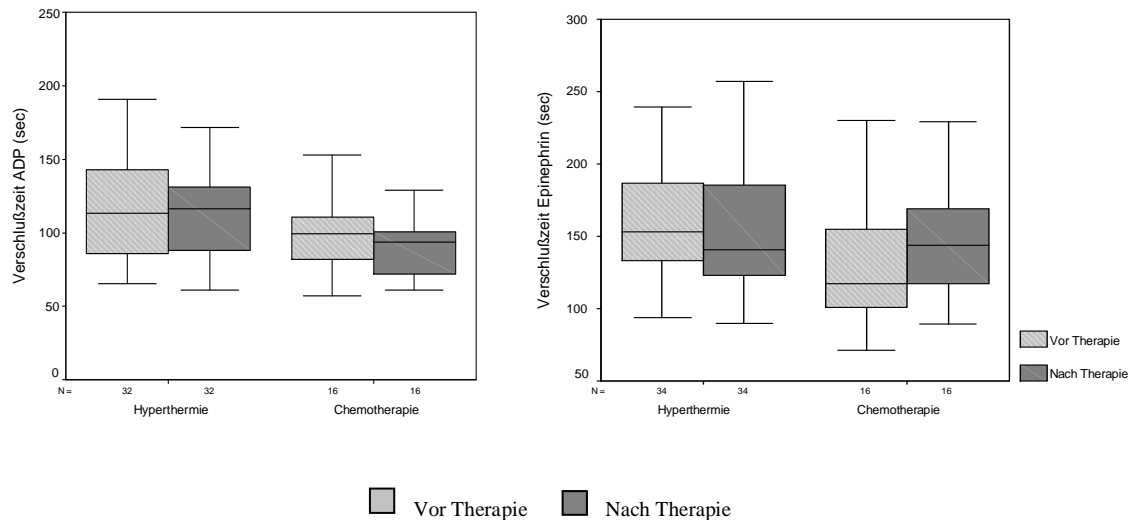 250
200
150
100
50
0
Verschlußzeit ADP (sec)
N = 32 32 16 16
Hyperthermie Chemotherapie
300
250
200
150
100
50
Verschlußzeit Epinephrin (sec)
N = 34 34 16 16
Hyperthermie Chemotherapie
Vor Therapie
Nach Therapie
Vor Therapie Nach Therapie